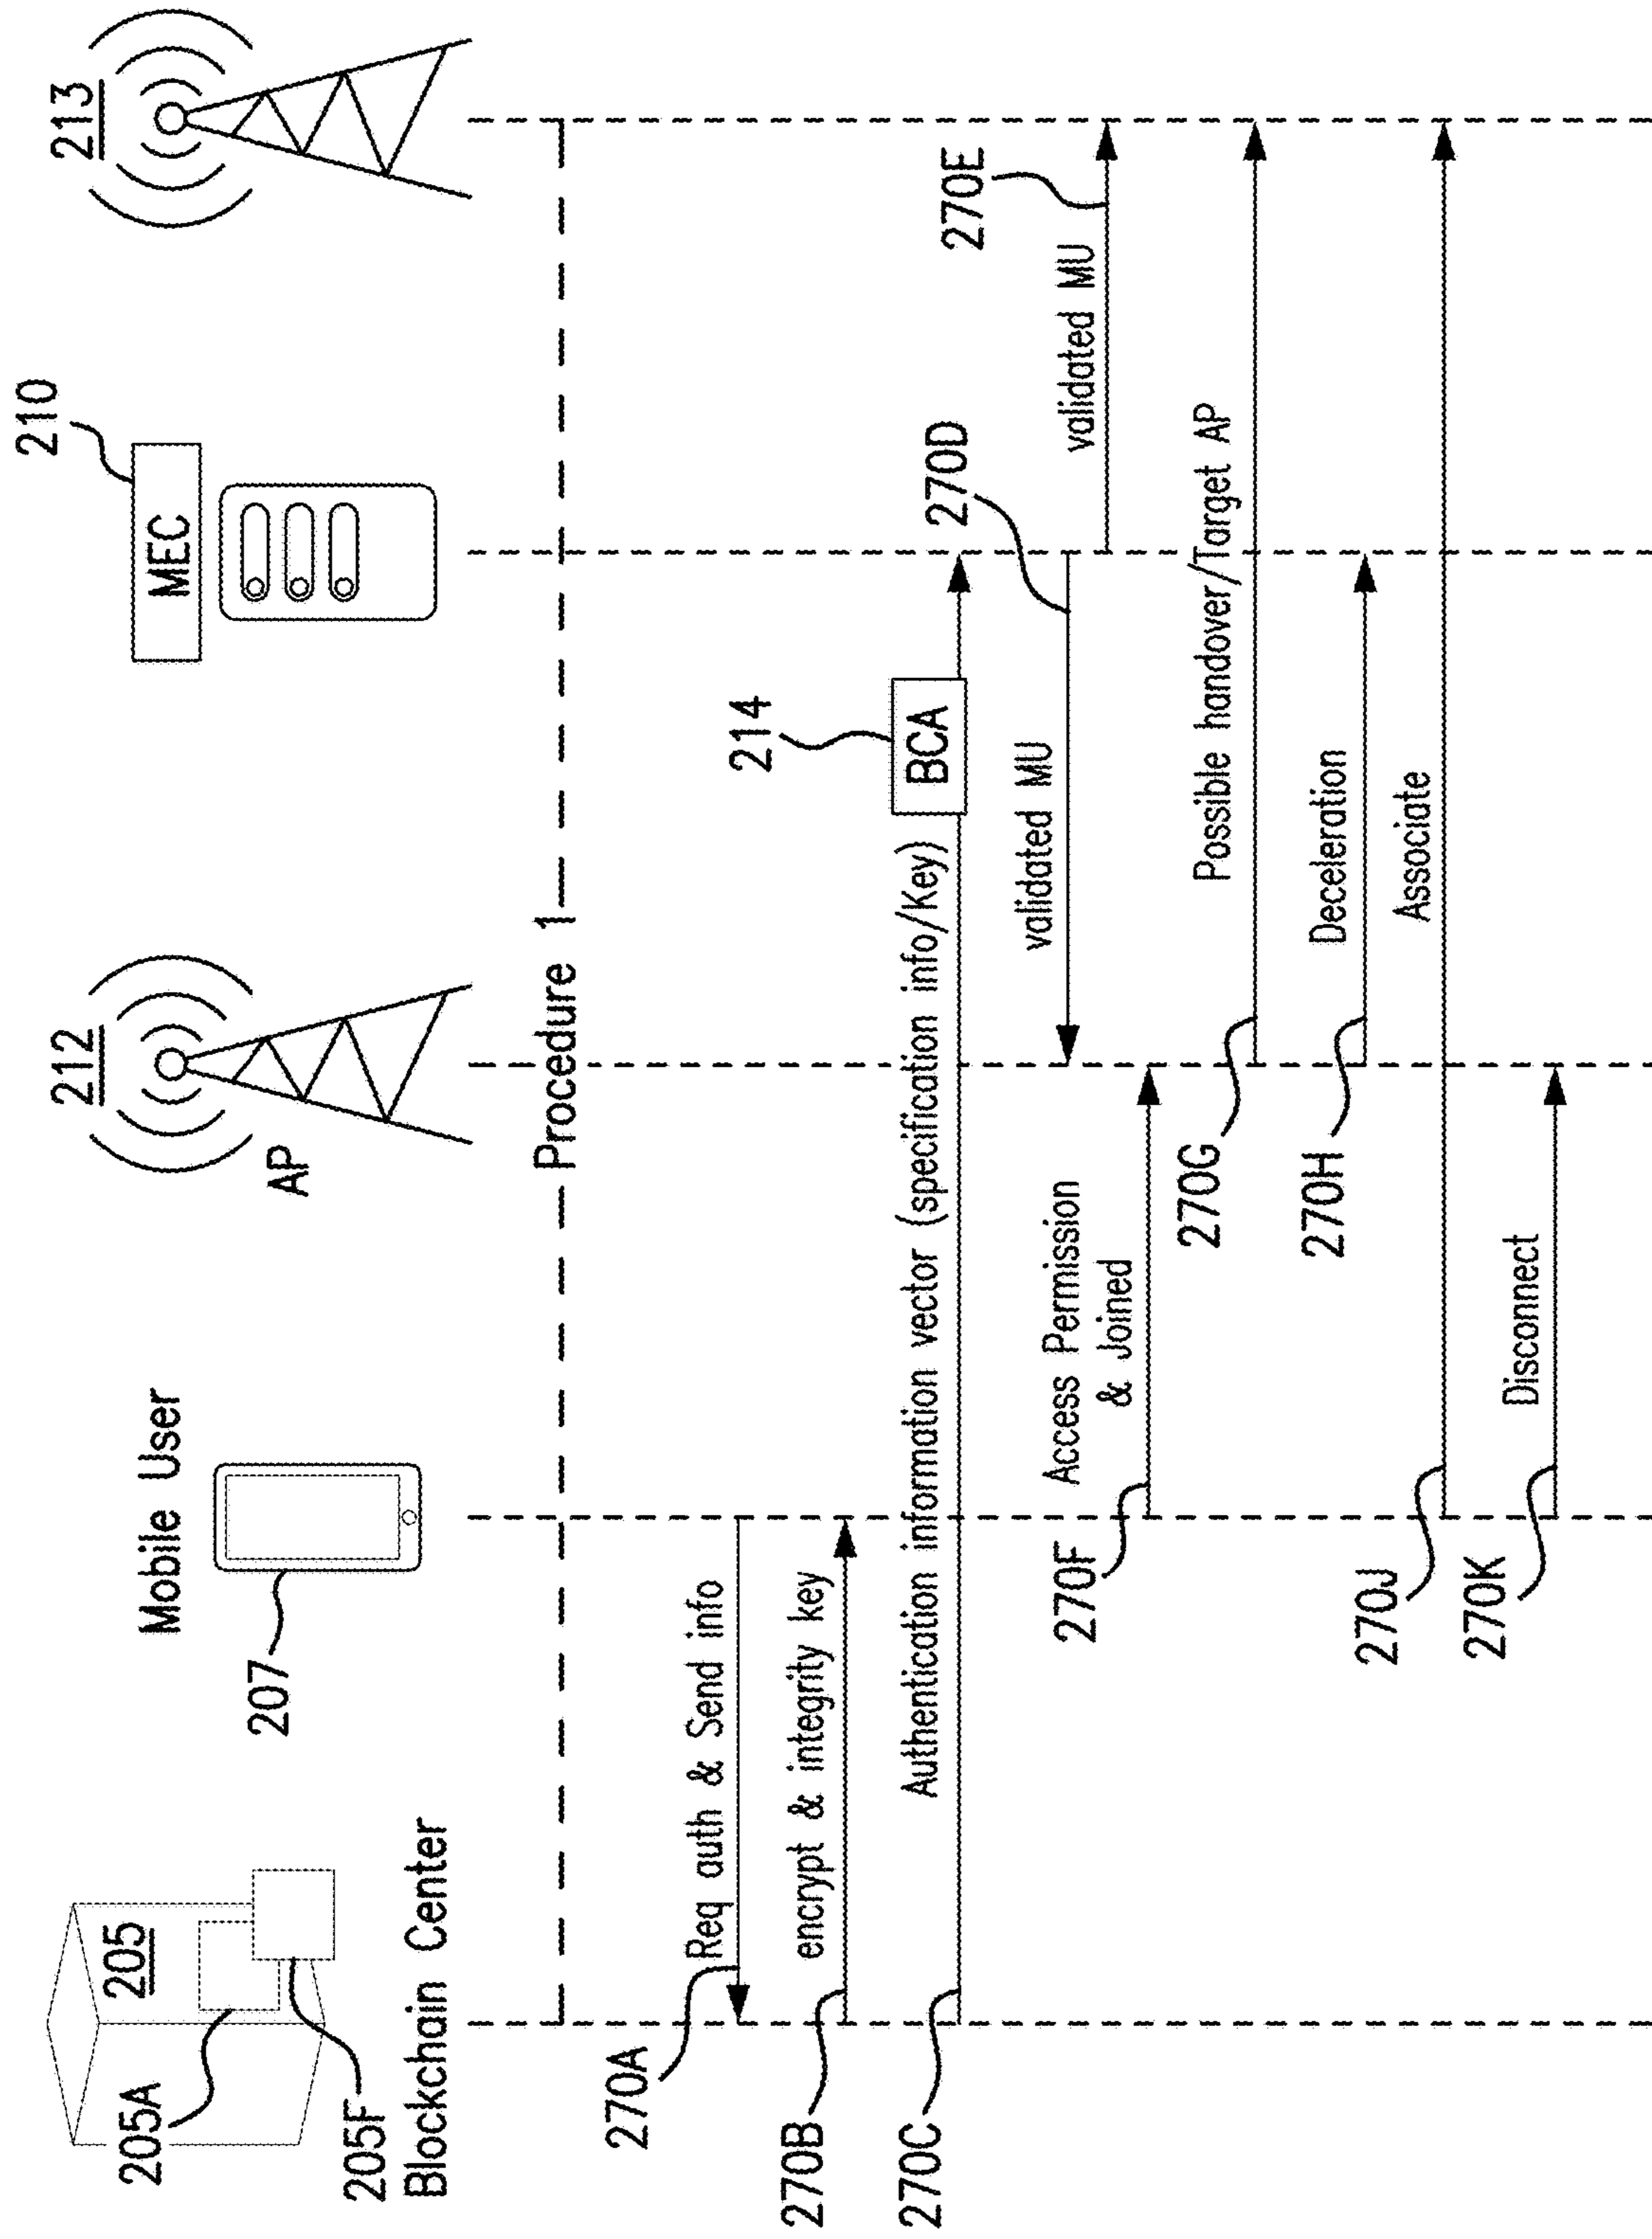 205
205A
205F
Blockchain Center
Mobile User
207
212
AP
MEC
210
213
Procedure 1
270A
Req auth & Send info
270B
encrypt & integrity key
270C
Authentication information vector (specification info/Key)
BCA
214
validated MU
270D
validated MU
270E
270F
Access Permission
& Joined
270G
Possible handover/Target AP
270H
Deceleration
270J
Associate
270K
Disconnect